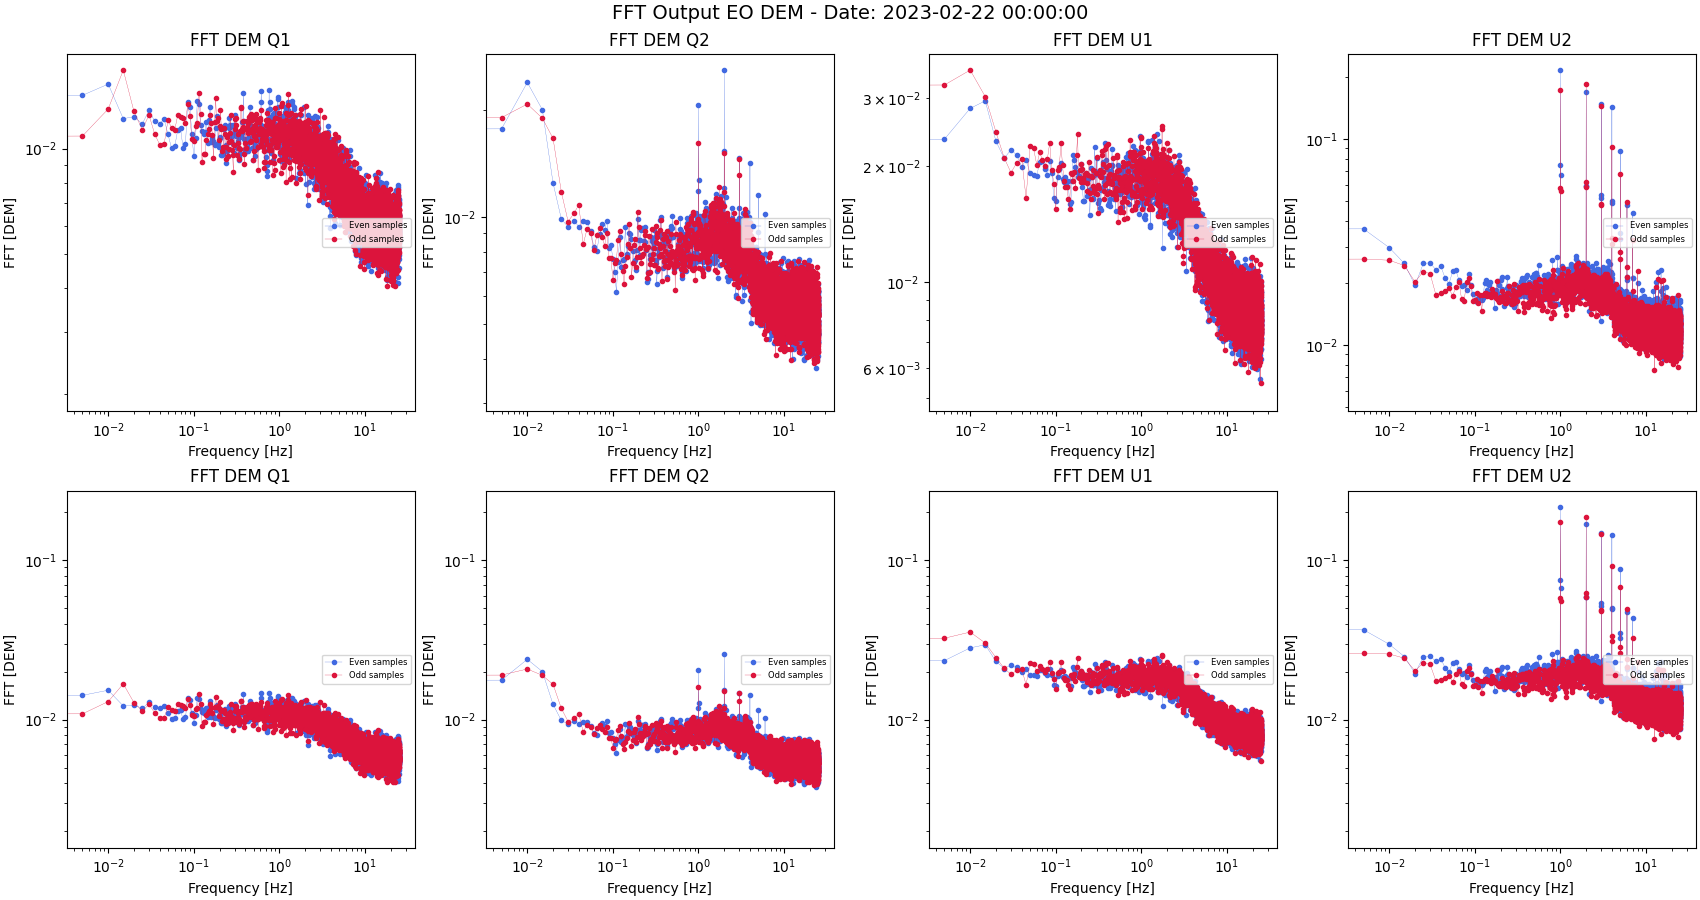 FFT Output EO DEM - Date: 2023-02-22 00:00:00
FFT DEM Q1
FFT DEM Q2
FFT DEM U1
FFT DEM U2
FFT [DEM]
10⁻²
Even samples
Odd samples
10⁻² 10⁻¹ 10⁰ 10¹
Frequency [Hz]
FFT [DEM]
10⁻²
Even samples
Odd samples
10⁻² 10⁻¹ 10⁰ 10¹
Frequency [Hz]
FFT [DEM]
3 × 10⁻²
2 × 10⁻²
10⁻²
6 × 10⁻³
Even samples
Odd samples
10⁻² 10⁻¹ 10⁰ 10¹
Frequency [Hz]
FFT [DEM]
10⁻¹
10⁻²
Even samples
Odd samples
10⁻² 10⁻¹ 10⁰ 10¹
Frequency [Hz]
FFT DEM Q1
FFT DEM Q2
FFT DEM U1
FFT DEM U2
FFT [DEM]
10⁻¹
10⁻²
Even samples
Odd samples
10⁻² 10⁻¹ 10⁰ 10¹
Frequency [Hz]
FFT [DEM]
10⁻¹
10⁻²
Even samples
Odd samples
10⁻² 10⁻¹ 10⁰ 10¹
Frequency [Hz]
FFT [DEM]
10⁻¹
10⁻²
Even samples
Odd samples
10⁻² 10⁻¹ 10⁰ 10¹
Frequency [Hz]
FFT [DEM]
10⁻¹
10⁻²
Even samples
Odd samples
10⁻² 10⁻¹ 10⁰ 10¹
Frequency [Hz]